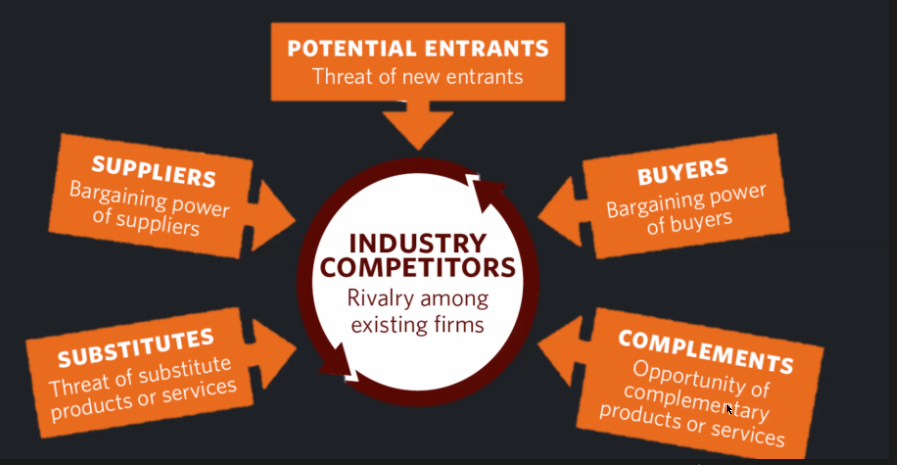 POTENTIAL ENTRANTS
Threat of new entrants
SUPPLIERS
Bargaining power
of suppliers
BUYERS
Bargaining power
of buyers
INDUSTRY
COMPETITORS
Rivalry among
existing firms
SUBSTITUTES
Threat of substitute
products or services
COMPLEMENTS
Opportunity of
complementary
products or services